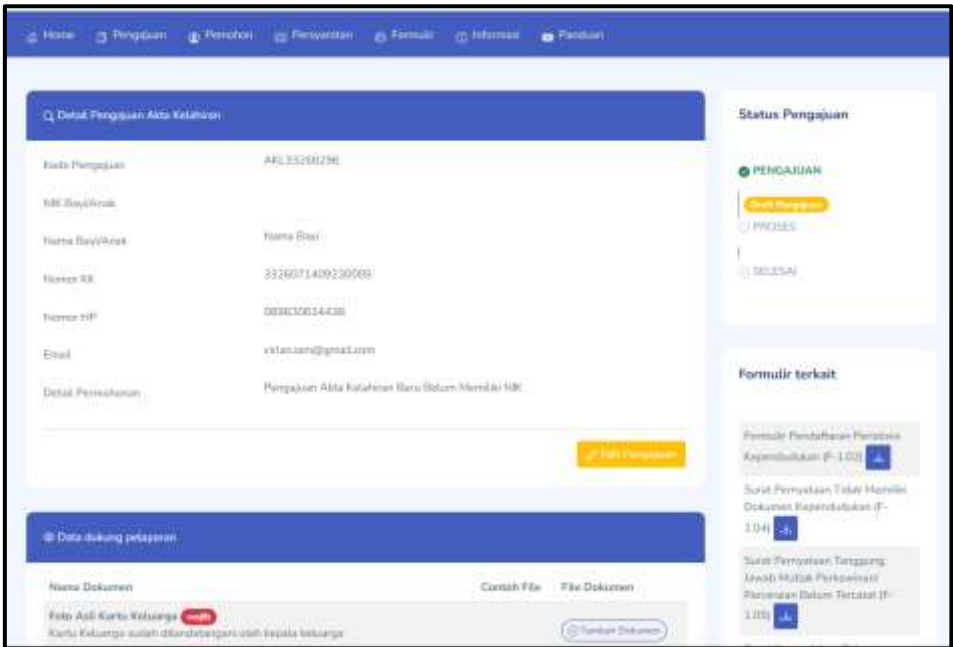 Home Pengajuan Pemohon Persyaratan Formulir Informasi Panduan
Detail Pengajuan Akta Kelahiran
Kode Pengajuan
NIK Bayi/Anak
Nama Bayi/Anak Nama Bayi
Nomor KK
Nomor HP
Email
Detail Permohonan Pengajuan Akta Kelahiran Baru Belum Memiliki NIK
Edit Pengajuan
Data dukung pelaporan
Nama Dokumen Contoh File File Dokumen
Foto Asli Kartu Keluarga wajib
Kartu Keluarga sudah ditandatangani oleh kepala keluarga
Tambah Dokumen
Status Pengajuan
PENGAJUAN
Draft Pengajuan
PROSES
SELESAI
Formulir terkait
Formulir Pendaftaran Peristiwa
Kependudukan (F-1.02)
Surat Pernyataan Tidak Memiliki
Dokumen Kependudukan (F-
1.04)
Surat Pernyataan Tanggung
Jawab Mutlak Perkawinan/
Perceraian Belum Tercatat (F-
1.05)